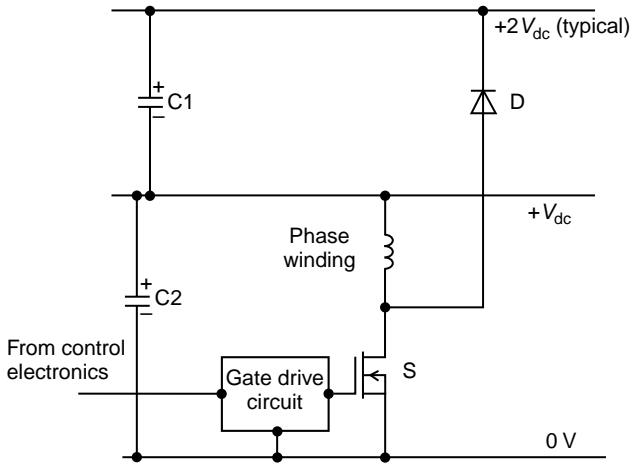 +2Vdc (typical)
+
C1
–
D
+Vdc
Phase
winding
+
C2
–
From control
electronics
Gate drive
circuit
S
0 V